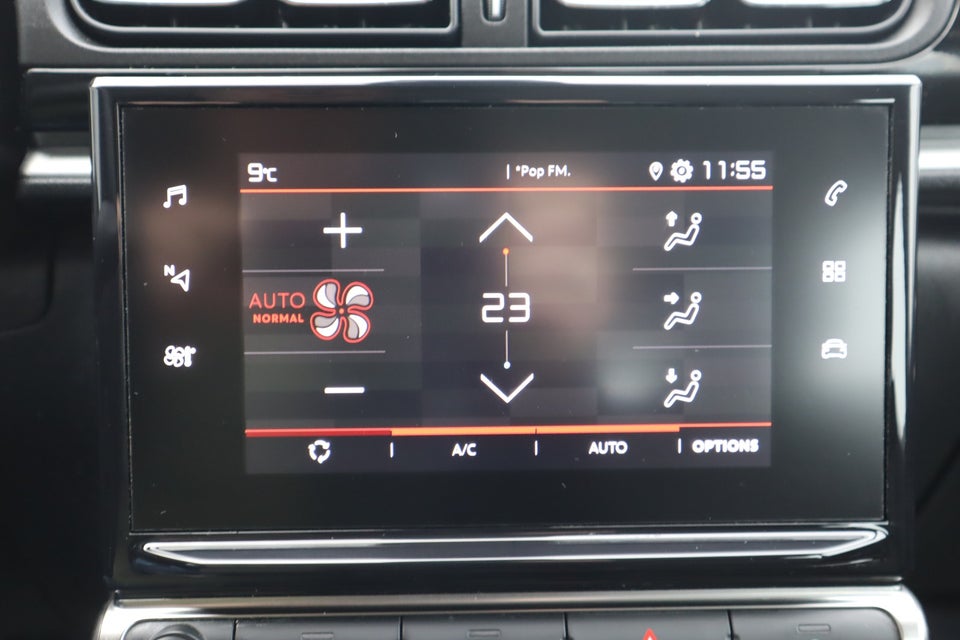 9°C
*Pop FM.
11:55
N
AUTO
NORMAL
23
A/C
AUTO
OPTIONS